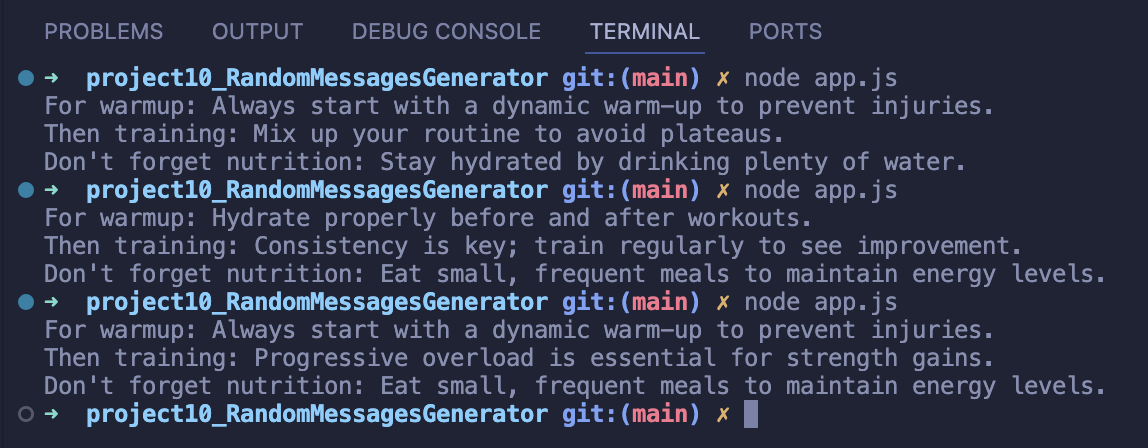 PROBLEMS OUTPUT DEBUG CONSOLE TERMINAL PORTS
➜ project10_RandomMessagesGenerator git:(main) ✗ node app.js
For warmup: Always start with a dynamic warm-up to prevent injuries.
Then training: Mix up your routine to avoid plateaus.
Don't forget nutrition: Stay hydrated by drinking plenty of water.
➜ project10_RandomMessagesGenerator git:(main) ✗ node app.js
For warmup: Hydrate properly before and after workouts.
Then training: Consistency is key; train regularly to see improvement.
Don't forget nutrition: Eat small, frequent meals to maintain energy levels.
➜ project10_RandomMessagesGenerator git:(main) ✗ node app.js
For warmup: Always start with a dynamic warm-up to prevent injuries.
Then training: Progressive overload is essential for strength gains.
Don't forget nutrition: Eat small, frequent meals to maintain energy levels.
➜ project10_RandomMessagesGenerator git:(main) ✗